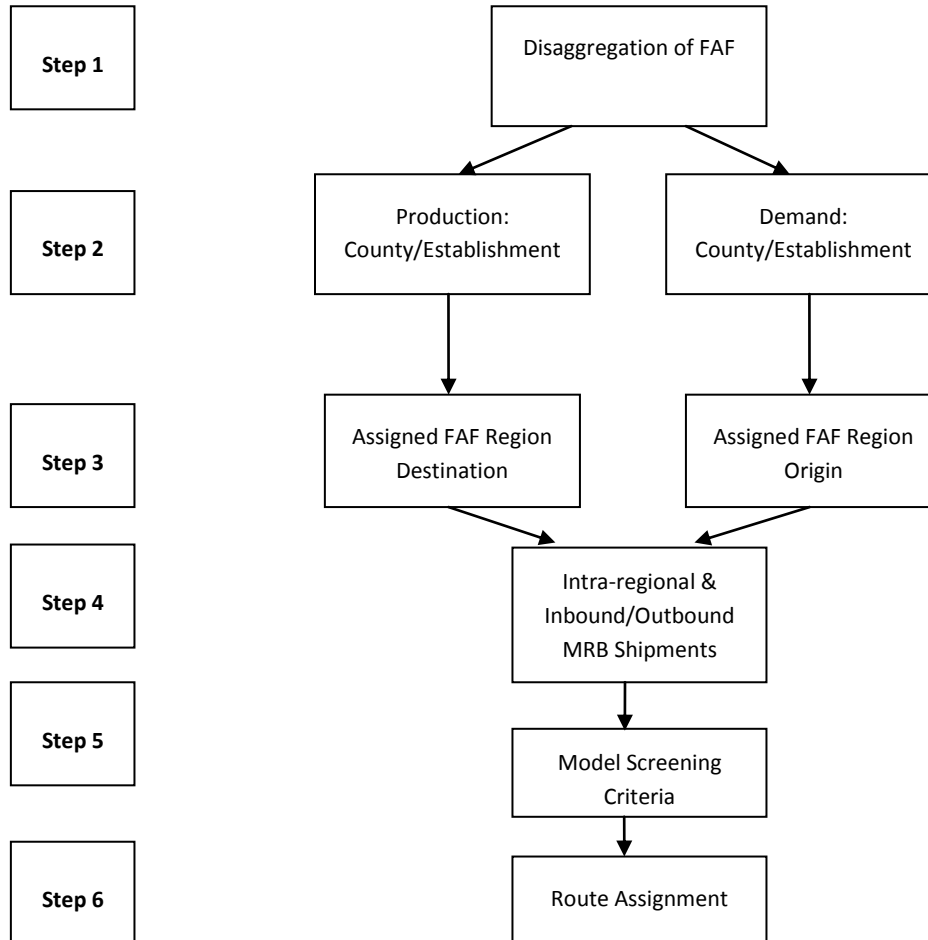 Step 1
Disaggregation of FAF
Step 2
Production:
County/Establishment
Demand:
County/Establishment
Step 3
Assigned FAF Region
Destination
Assigned FAF Region
Origin
Step 4
Intra-regional &
Inbound/Outbound
MRB Shipments
Step 5
Model Screening
Criteria
Step 6
Route Assignment